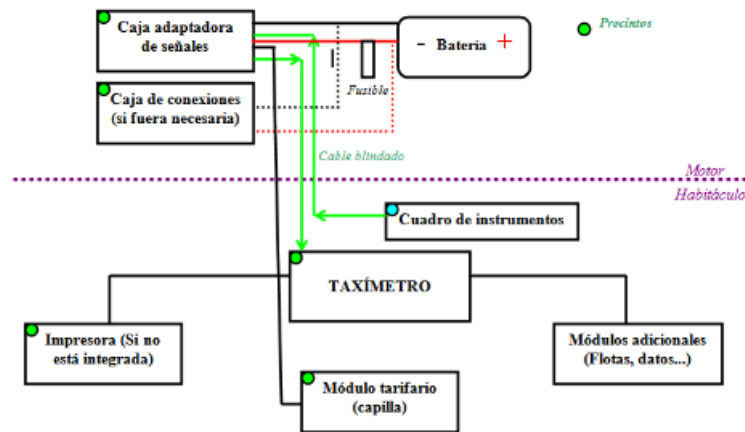 Caja adaptadora
de señales
- Batería +
Precintos
Fusible
Caja de conexiones
(si fuera necesaria)
Cable blindado
Motor
Habitáculo
Cuadro de instrumentos
TAXÍMETRO
Impresora (Si no
está integrada)
Módulos adicionales
(Flotas, datos...)
Módulo tarifario
(capilla)